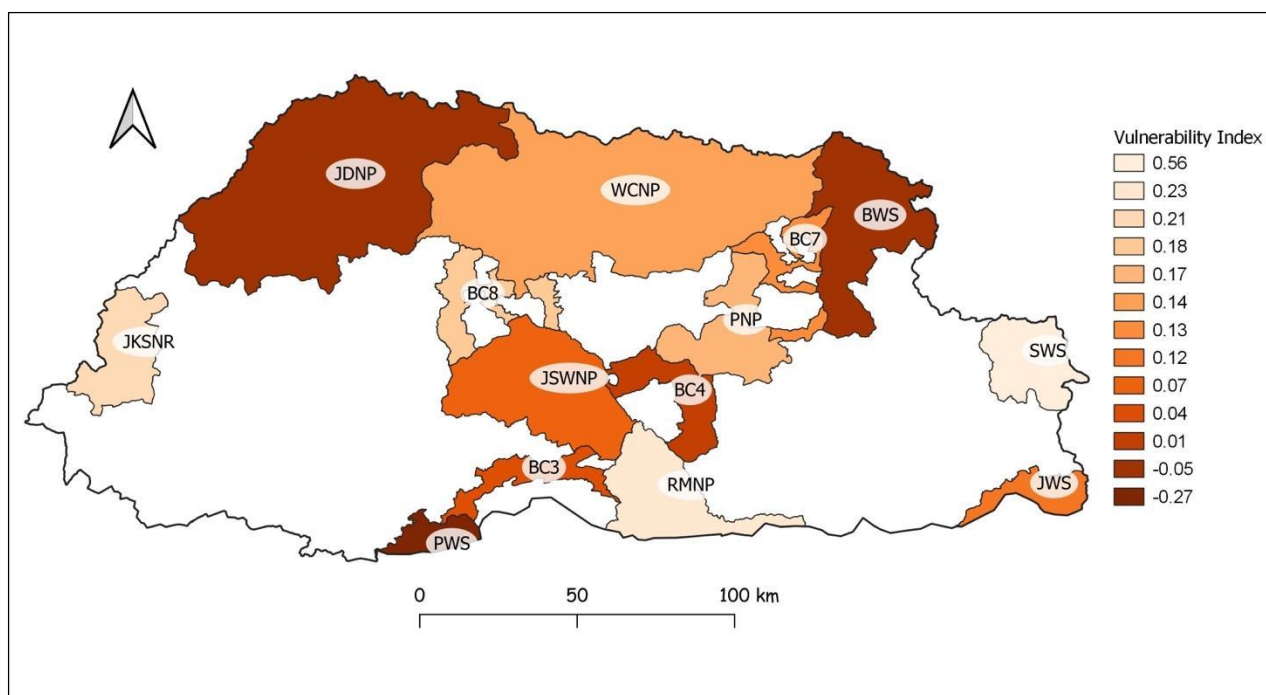 JDNP
WCNP
BWS
BC7
BC8
PNP
JKSNR
SWS
JSWNP
BC4
BC3
RMNP
JWS
PWS
Vulnerability Index
0.56
0.23
0.21
0.18
0.17
0.14
0.13
0.12
0.07
0.04
0.01
-0.05
-0.27
0 50 100 km